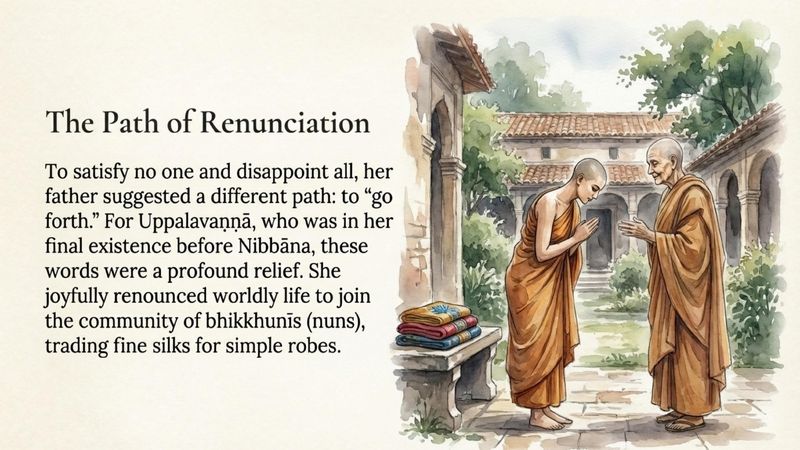 The Path of Renunciation
To satisfy no one and disappoint all, her
father suggested a different path: to “go
forth.” For Uppalavaṇṇā, who was in her
final existence before Nibbāna, these
words were a profound relief. She
joyfully renounced worldly life to join
the community of bhikkhunīs (nuns),
trading fine silks for simple robes.